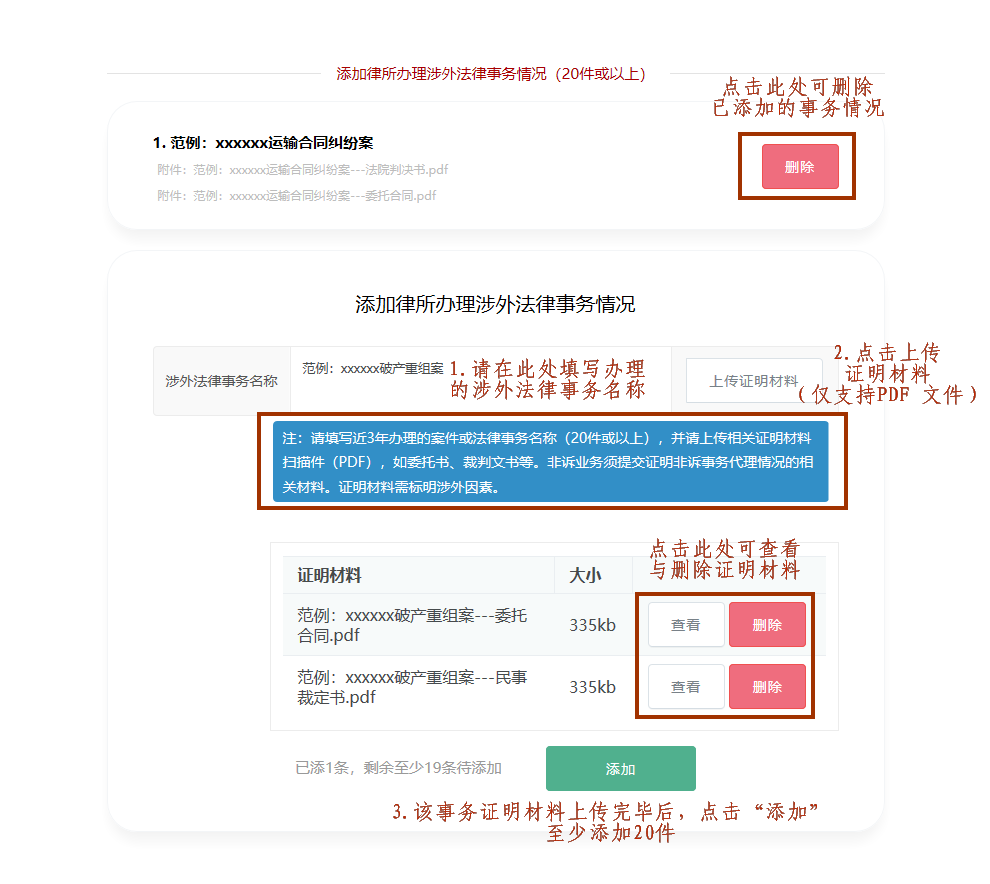 添加律所办理涉外法律事务情况（20件或以上）
点击此处可删除
已添加的事务情况
1. 范例：xxxxxx运输合同纠纷案
附件：范例：xxxxxx运输合同纠纷案---法院判决书.pdf
附件：范例：xxxxxx运输合同纠纷案---委托合同.pdf
删除
添加律所办理涉外法律事务情况
涉外法律事务名称
范例：xxxxxx破产重组案
1.请在此处填写办理
的涉外法律事务名称
上传证明材料
2.点击上传
证明材料
（仅支持PDF 文件）
注：请填写近3年办理的案件或法律事务名称（20件或以上），并请上传相关证明材料
扫描件（PDF），如委托书、裁判文书等。非诉业务须提交证明非诉事务代理情况的相
关材料。证明材料需标明涉外因素。
点击此处可查看
与删除证明材料
证明材料 大小
范例：xxxxxx破产重组案---委托
合同.pdf
335kb 查看 删除
范例：xxxxxx破产重组案---民事
裁定书.pdf
335kb 查看 删除
已添1条，剩余至少19条待添加
添加
3.该事务证明材料上传完毕后，点击“添加”
至少添加20件